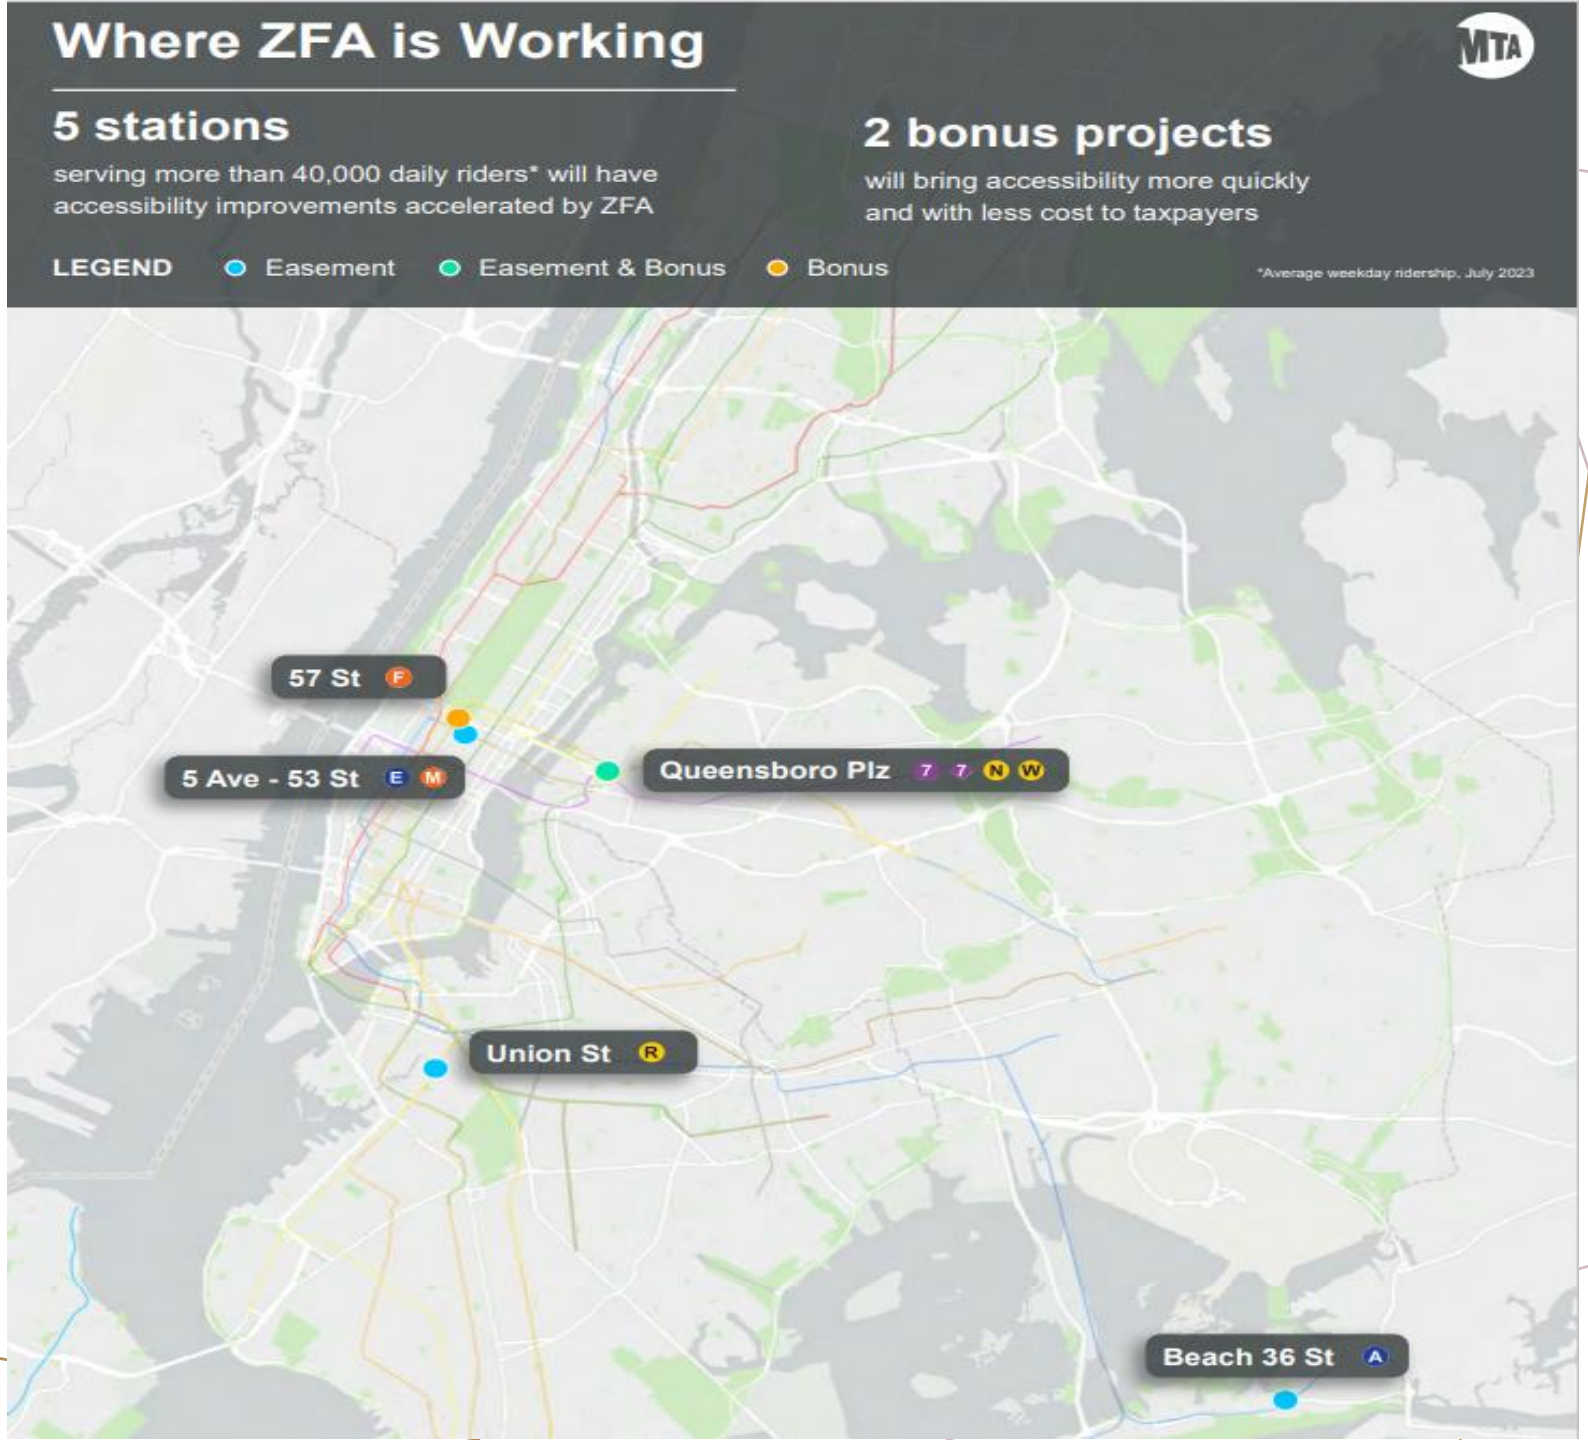 Where ZFA is Working
MTA
5 stations
serving more than 40,000 daily riders* will have
accessibility improvements accelerated by ZFA
2 bonus projects
will bring accessibility more quickly
and with less cost to taxpayers
LEGEND Easement Easement & Bonus Bonus
*Average weekday ridership, July 2023
57 St F
5 Ave - 53 St E M
Queensboro Plz 7 7 N W
Union St R
Beach 36 St A